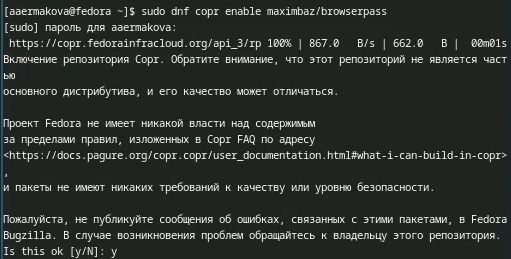 [aaermakova@fedora ~]$ sudo dnf copr enable maximbaz/browserpass
[sudo] пароль для aaermakova:
https://copr.fedorainfracloud.org/api_3/rp 100% | 867.0   B/s | 662.0   B |  00m01s
Включение репозитория Copr. Обратите внимание, что этот репозиторий не является част
ью
основного дистрибутива, и его качество может отличаться.

Проект Fedora не имеет никакой власти над содержимым
за пределами правил, изложенных в Copr FAQ по адресу
<https://docs.pagure.org/copr.copr/user_documentation.html#what-i-can-build-in-copr>
,
и пакеты не имеют никаких требований к качеству или уровню безопасности.

Пожалуйста, не публикуйте сообщения об ошибках, связанных с этими пакетами, в Fedora
Bugzilla. В случае возникновения проблем обращайтесь к владельцу этого репозитория.
Is this ok [y/N]: y